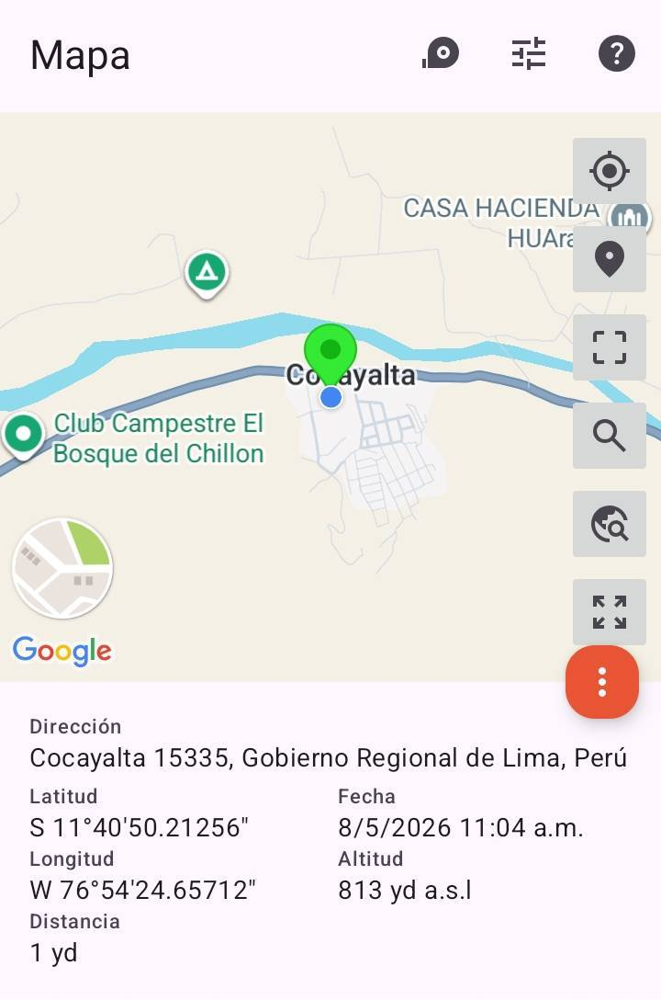 Mapa
CASA HACIENDA
HUAra
Cocayalta
Club Campestre El
Bosque del Chillon
Google
Dirección
Cocayalta 15335, Gobierno Regional de Lima, Perú
Latitud
S 11°40'50.21256"
Fecha
8/5/2026 11:04 a.m.
Longitud
W 76°54'24.65712"
Altitud
813 yd a.s.l
Distancia
1 yd